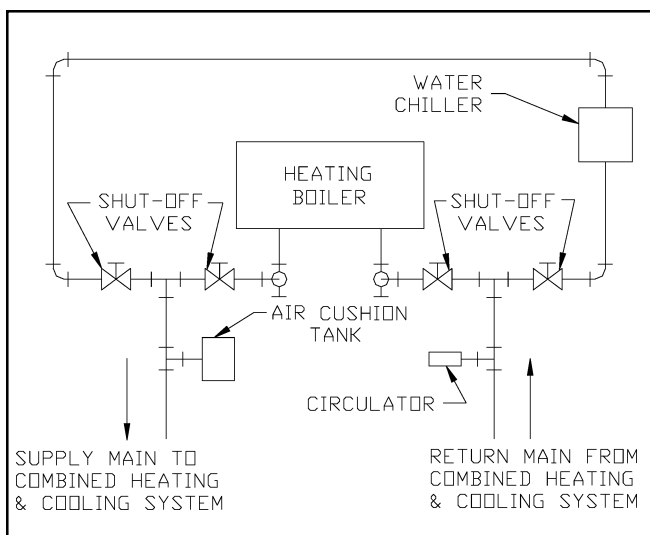 WATER
CHILLER
HEATING
BOILER
SHUT-OFF
VALVES
SHUT-OFF
VALVES
AIR CUSHION
TANK
CIRCULATOR
SUPPLY MAIN TO
COMBINED HEATING
& COOLING SYSTEM
RETURN MAIN FROM
COMBINED HEATING
& COOLING SYSTEM